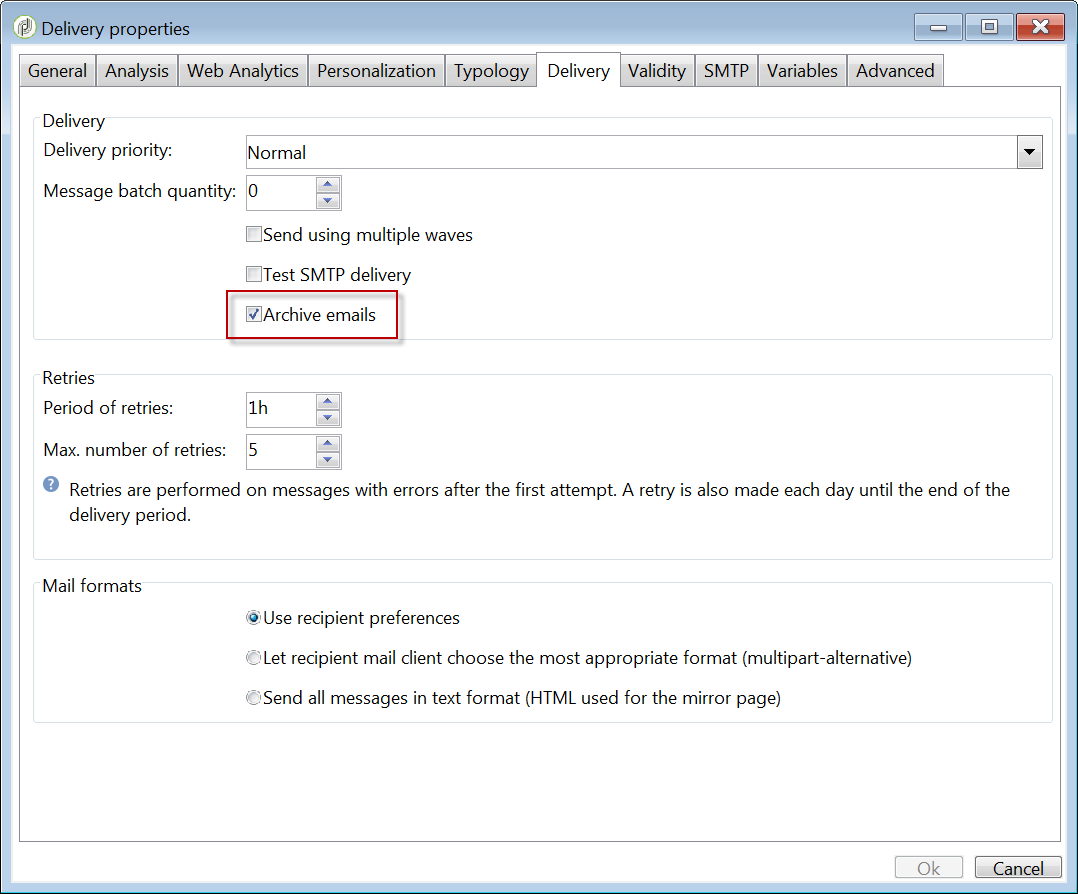 Delivery properties
General Analysis Web Analytics Personalization Typology Delivery Validity SMTP Variables Advanced
Delivery
Delivery priority: Normal
Message batch quantity: 0
Send using multiple waves
Test SMTP delivery
Archive emails
Retries
Period of retries: 1h
Max. number of retries: 5
? Retries are performed on messages with errors after the first attempt. A retry is also made each day until the end of the
delivery period.
Mail formats
Use recipient preferences
Let recipient mail client choose the most appropriate format (multipart-alternative)
Send all messages in text format (HTML used for the mirror page)
Ok Cancel